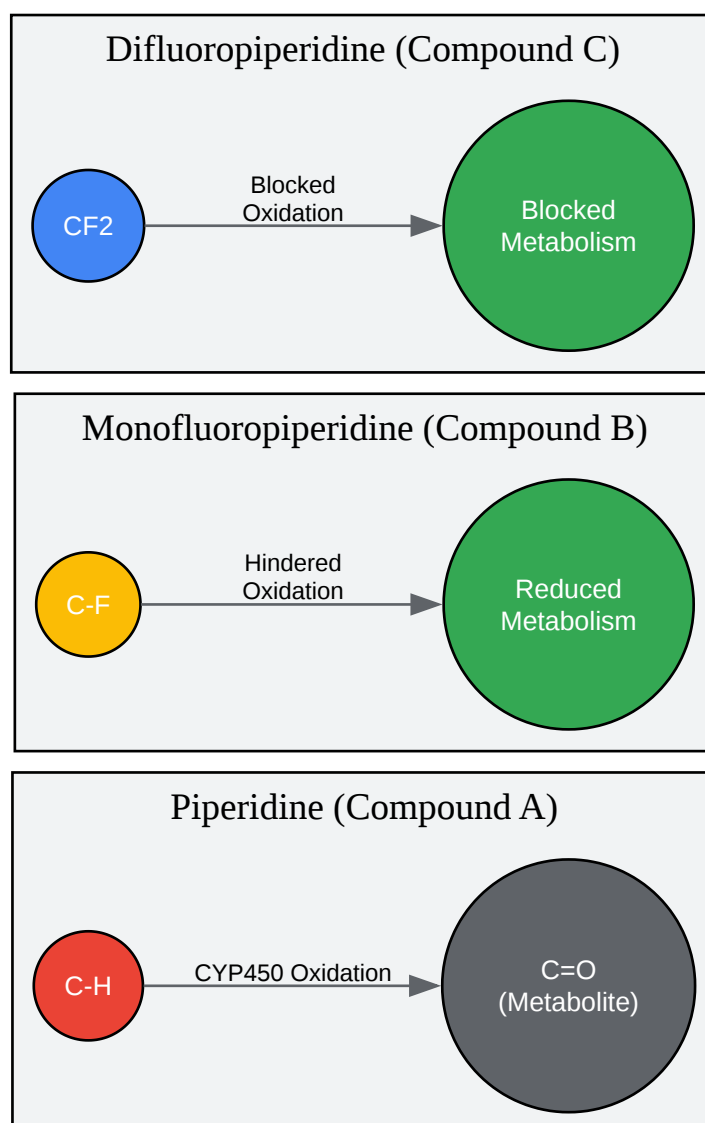 Difluoropiperidine (Compound C)
CF2
Blocked
Oxidation
Blocked
Metabolism
Monofluoropiperidine (Compound B)
C-F
Hindered
Oxidation
Reduced
Metabolism
Piperidine (Compound A)
C-H
CYP450 Oxidation
C=O
(Metabolite)